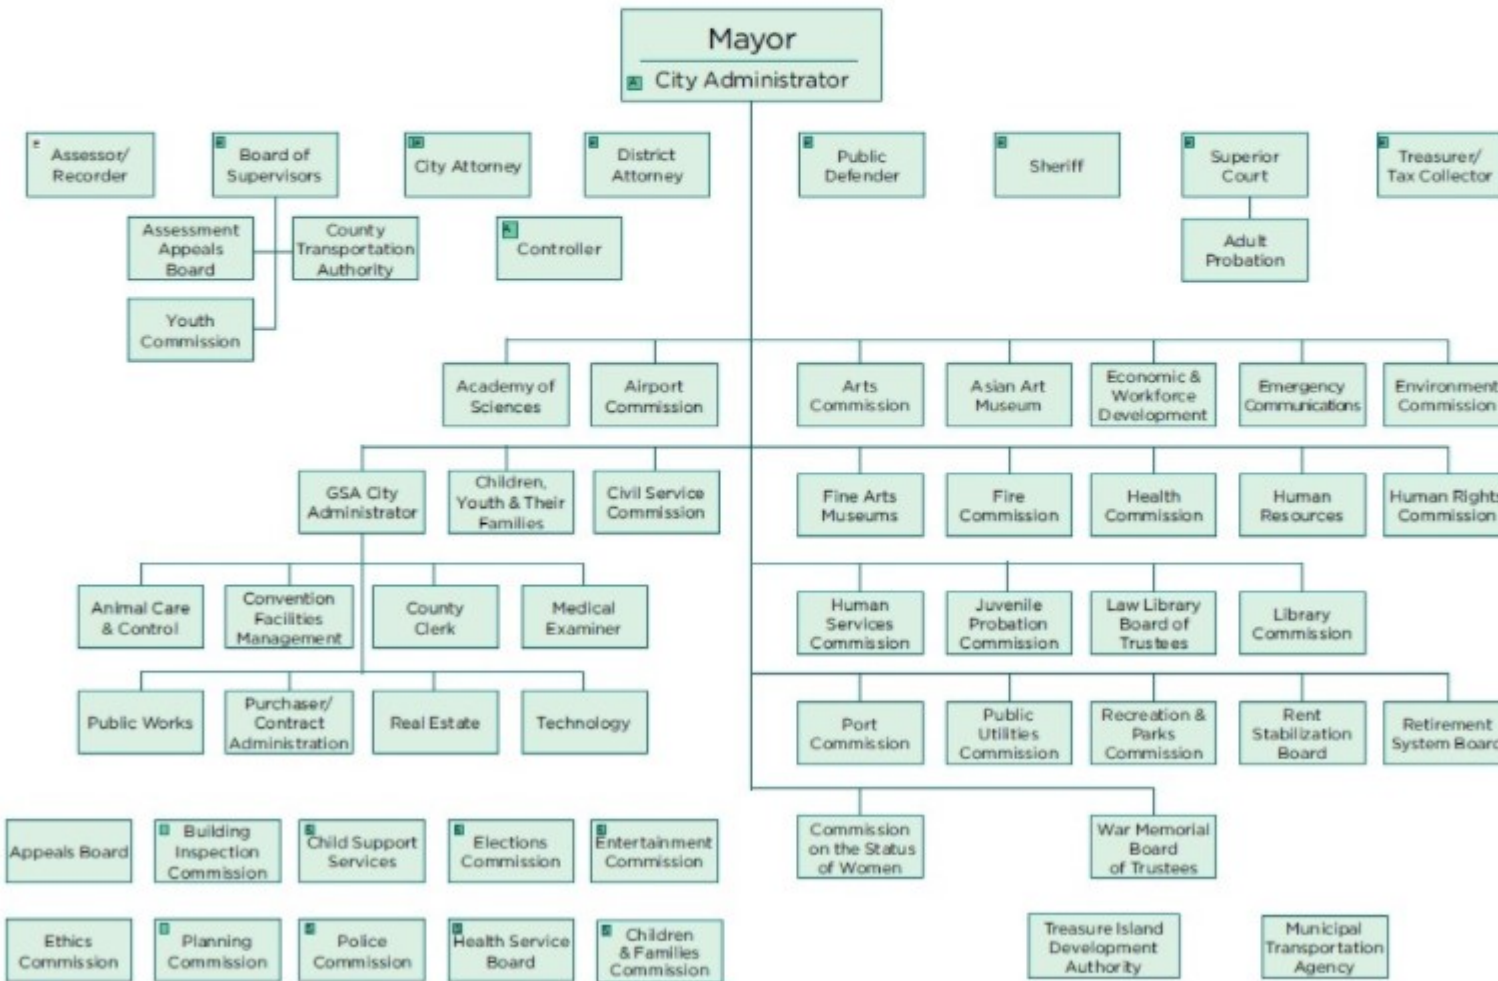 Mayor
A
City Administrator
E
Assessor/
Recorder
Board of
Supervisors
City Attorney
District
Attorney
Public
Defender
Sheriff
Superior
Court
Treasurer/
Tax Collector
Assessment
Appeals
Board
County
Transportation
Authority
A
Controller
Adult
Probation
Youth
Commission
Academy of
Sciences
Airport
Commission
Arts
Commission
Asian Art
Museum
Economic &
Workforce
Development
Emergency
Communications
Environment
Commission
GSA City
Administrator
Children,
Youth & Their
Families
Civil Service
Commission
Fine Arts
Museums
Fire
Commission
Health
Commission
Human
Resources
Human Rights
Commission
Animal Care
& Control
Convention
Facilities
Management
County
Clerk
Medical
Examiner
Human
Services
Commission
Juvenile
Probation
Commission
Law Library
Board of
Trustees
Library
Commission
Public Works
Purchaser/
Contract
Administration
Real Estate
Technology
Port
Commission
Public
Utilities
Commission
Recreation &
Parks
Commission
Rent
Stabilization
Board
Retirement
System Board
Appeals Board
Building
Inspection
Commission
Child Support
Services
Elections
Commission
Entertainment
Commission
Commission
on the Status
of Women
War Memorial
Board
of Trustees
Ethics
Commission
Planning
Commission
Police
Commission
Health Service
Board
Children
& Families
Commission
Treasure Island
Development
Authority
Municipal
Transportation
Agency